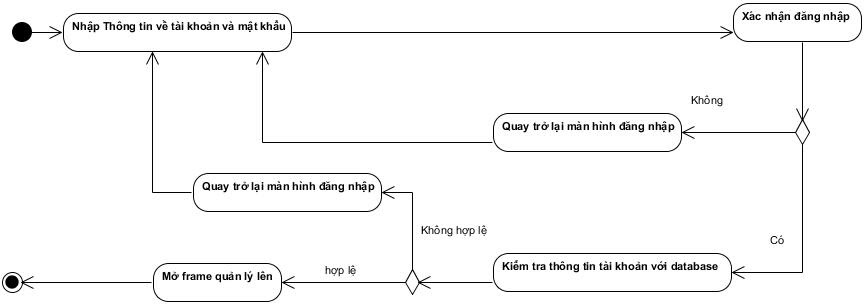 Nhập Thông tin về tài khoản và mật khẩu
Xác nhận đăng nhập
Không
Quay trở lại màn hình đăng nhập
Quay trở lại màn hình đăng nhập
Không hợp lệ
Có
Kiểm tra thông tin tài khoản với database
hợp lệ
Mở frame quản lý lên